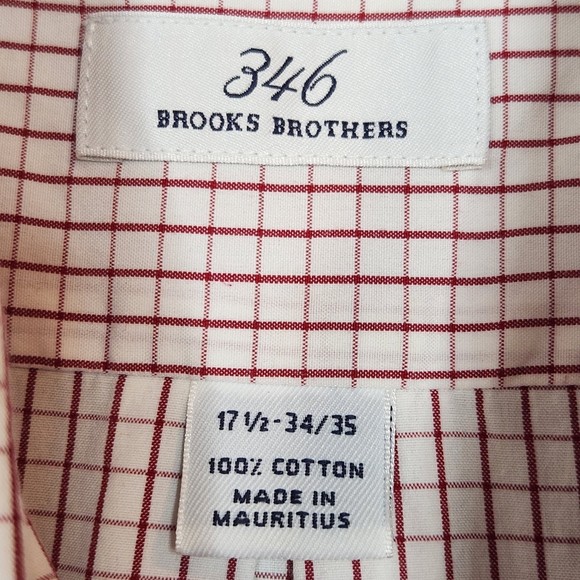 346
BROOKS BROTHERS
17 1/2 - 34/35
100% COTTON
MADE IN
MAURITIUS